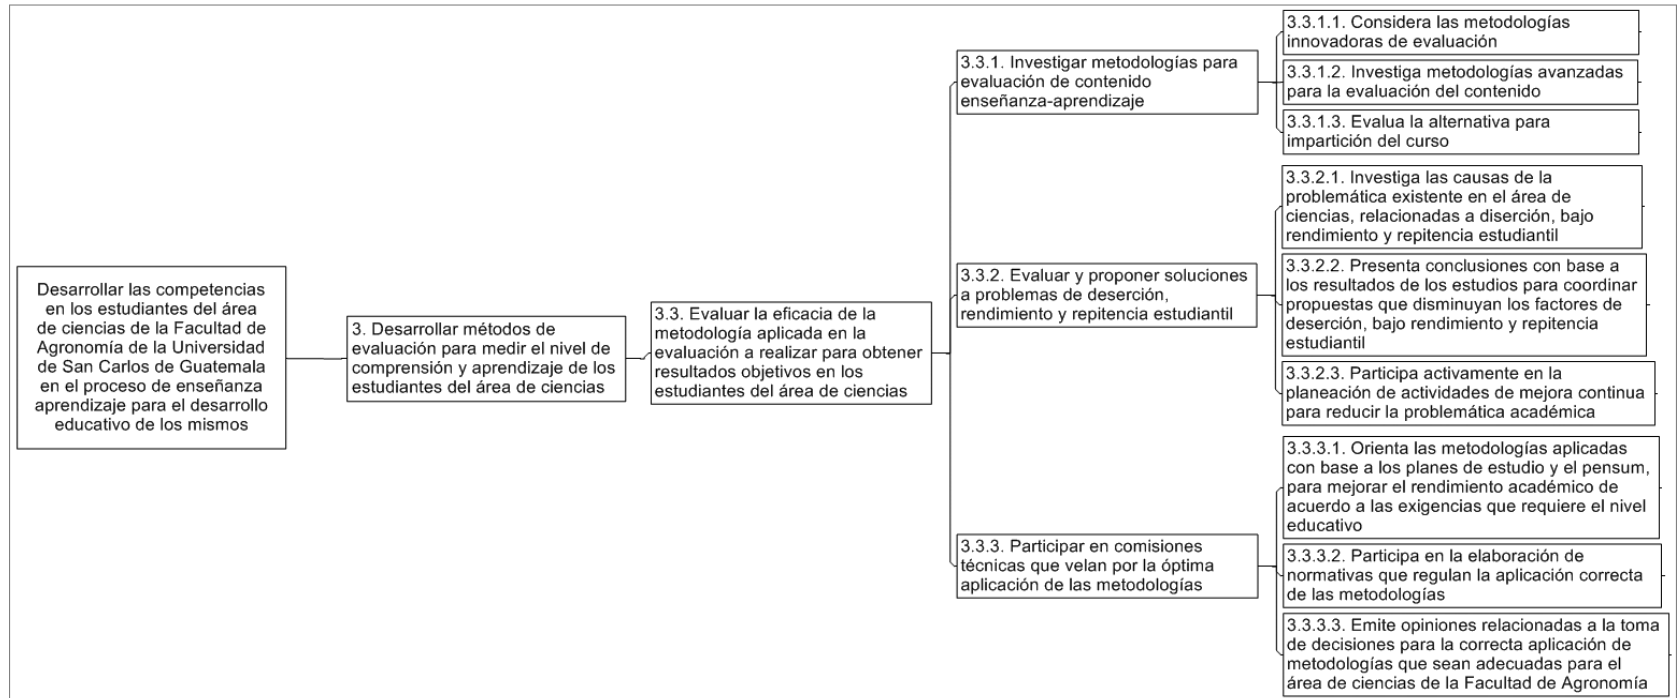 Desarrollar las competencias
en los estudiantes del área
de ciencias de la Facultad de
Agronomía de la Universidad
de San Carlos de Guatemala
en el proceso de enseñanza
aprendizaje para el desarrollo
educativo de los mismos
3. Desarrollar métodos de
evaluación para medir el nivel de
comprensión y aprendizaje de los
estudiantes del área de ciencias
3.3. Evaluar la eficacia de la
metodología aplicada en la
evaluación a realizar para obtener
resultados objetivos en los
estudiantes del área de ciencias
3.3.1. Investigar metodologías para
evaluación de contenido
enseñanza-aprendizaje
3.3.1.1. Considera las metodologías
innovadoras de evaluación
3.3.1.2. Investiga metodologías avanzadas
para la evaluación del contenido
3.3.1.3. Evalua la alternativa para
impartición del curso
3.3.2. Evaluar y proponer soluciones
a problemas de deserción,
rendimiento y repitencia estudiantil
3.3.2.1. Investiga las causas de la
problemática existente en el área de
ciencias, relacionadas a diserción, bajo
rendimiento y repitencia estudiantil
3.3.2.2. Presenta conclusiones con base a
los resultados de los estudios para coordinar
propuestas que disminuyan los factores de
deserción, bajo rendimiento y repitencia
estudiantil
3.3.2.3. Participa activamente en la
planeación de actividades de mejora continua
para reducir la problemática académica
3.3.3. Participar en comisiones
técnicas que velan por la óptima
aplicación de las metodologías
3.3.3.1. Orienta las metodologías aplicadas
con base a los planes de estudio y el pensum,
para mejorar el rendimiento académico de
acuerdo a las exigencias que requiere el nivel
educativo
3.3.3.2. Participa en la elaboración de
normativas que regulan la aplicación correcta
de las metodologías
3.3.3.3. Emite opiniones relacionadas a la toma
de decisiones para la correcta aplicación de
metodologías que sean adecuadas para el
área de ciencias de la Facultad de Agronomía